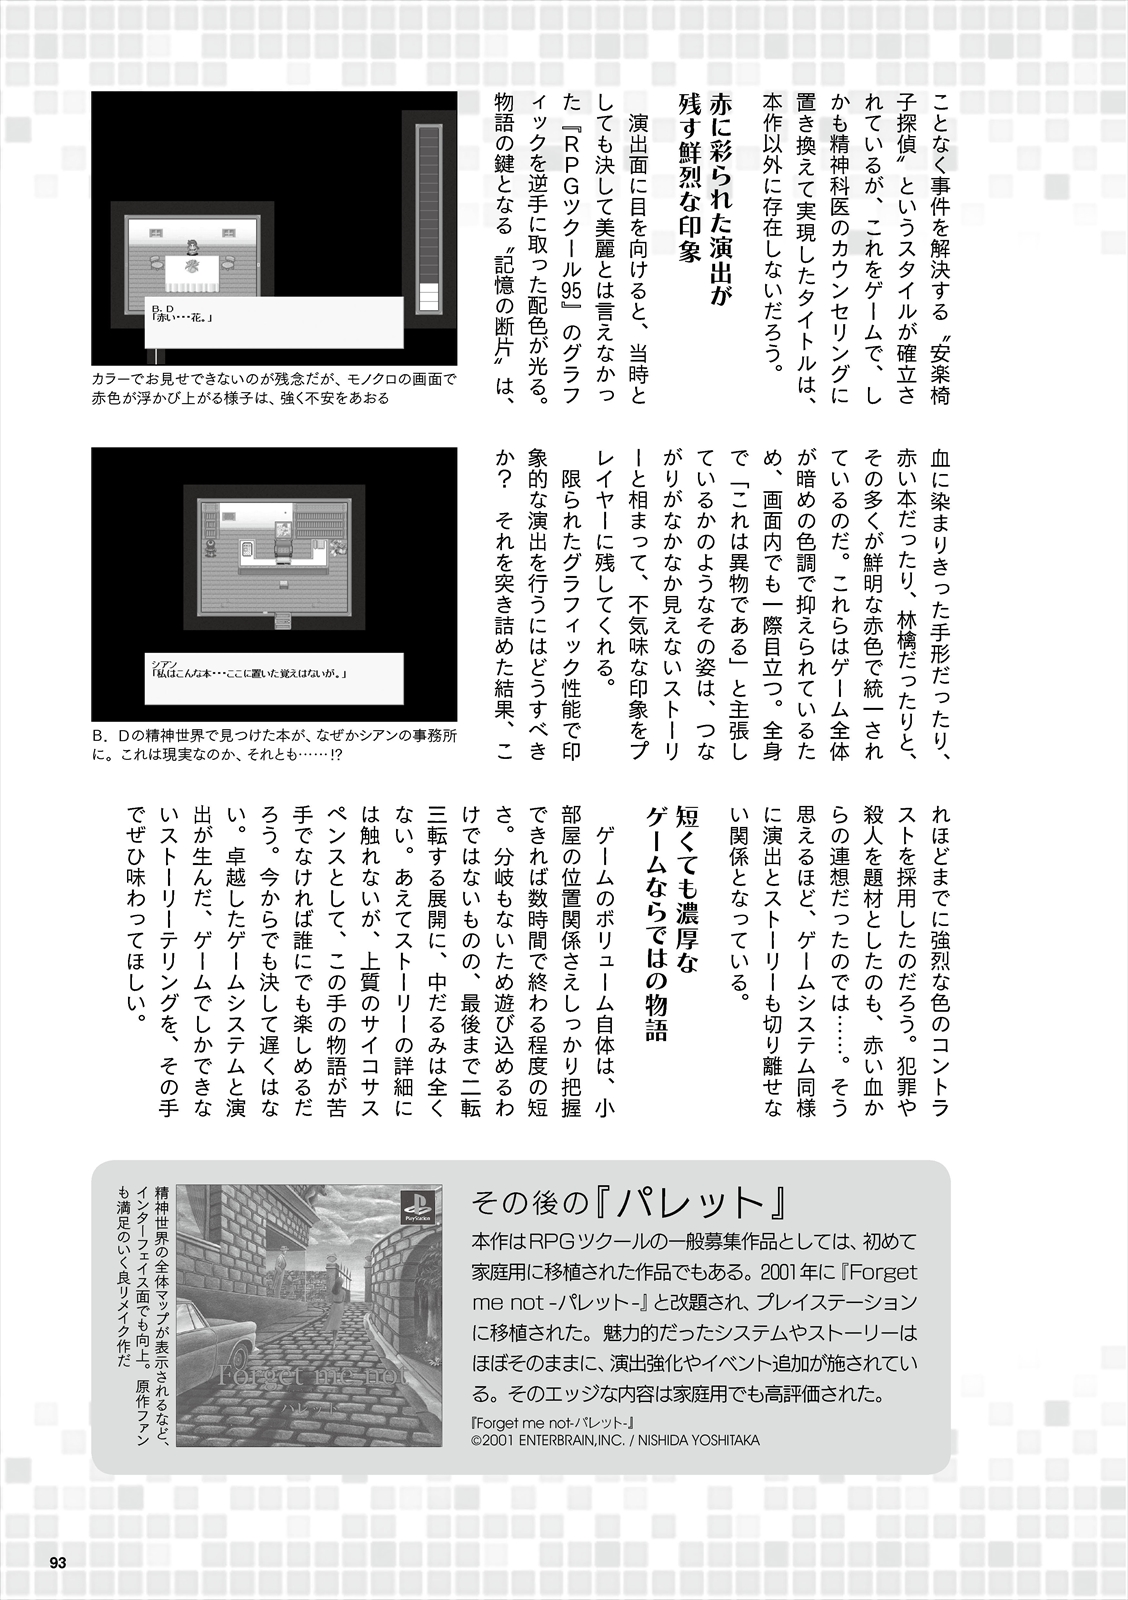 ことなく事件を解決する〝安楽椅
子探偵〟というスタイルが確立さ
れているが、これをゲームで、し
かも精神科医のカウンセリングに
置き換えて実現したタイトルは、
本作以外に存在しないだろう。
赤に彩られた演出が
残す鮮烈な印象
演出面に目を向けると、当時と
しても決して美麗とは言えなかっ
た『RPGツクール95』のグラフ
ィックを逆手に取った配色が光る。
物語の鍵となる〝記憶の断片〟は、
B.D
「赤い・・・花。」
カラーでお見せできないのが残念だが、モノクロの画面で
赤色が浮かび上がる様子は、強く不安をあおる
血に染まりきった手形だったり、
赤い本だったり、林檎だったりと、
その多くが鮮明な赤色で統一され
ているのだ。これらはゲーム全体
が暗めの色調で抑えられているた
め、画面内でも一際目立つ。全身
で「これは異物である」と主張し
ているかのようなその姿は、つな
がりがなかなか見えないストーリ
ーと相まって、不気味な印象をプ
レイヤーに残してくれる。
限られたグラフィック性能で印
象的な演出を行うにはどうすべき
か？　それを突き詰めた結果、こ
シアン
「私はこんな本・・・ここに置いた覚えはないが。」
B．Dの精神世界で見つけた本が、なぜかシアンの事務所
に。これは現実なのか、それとも……!?
れほどまでに強烈な色のコントラ
ストを採用したのだろう。犯罪や
殺人を題材としたのも、赤い血か
らの連想だったのでは……。そう
思えるほど、ゲームシステム同様
に演出とストーリーも切り離せな
い関係となっている。
短くても濃厚な
ゲームならではの物語
ゲームのボリューム自体は、小
部屋の位置関係さえしっかり把握
できれば数時間で終わる程度の短
さ。分岐もないため遊び込めるわ
けではないものの、最後まで二転
三転する展開に、中だるみは全く
ない。あえてストーリーの詳細に
は触れないが、上質のサイコサス
ペンスとして、この手の物語が苦
手でなければ誰にでも楽しめるだ
ろう。今からでも決して遅くはな
い。卓越したゲームシステムと演
出が生んだ、ゲームでしかできな
いストーリーテリングを、その手
でぜひ味わってほしい。
その後の『パレット』
本作はRPGツクールの一般募集作品としては、初めて
家庭用に移植された作品でもある。2001年に『Forget
me not -パレット-』と改題され、プレイステーション
に移植された。魅力的だったシステムやストーリーは
ほぼそのままに、演出強化やイベント追加が施されてい
る。そのエッジな内容は家庭用でも高評価された。
『Forget me not-パレット-』
©2001 ENTERBRAIN,INC. / NISHIDA YOSHITAKA
PlayStation
Forget me not
パレット
精神世界の全体マップが表示されるなど、
インターフェイス面でも向上。原作ファン
も満足のいく良リメイク作だ
93